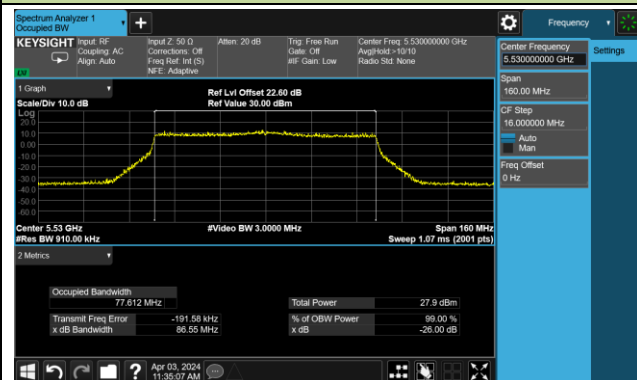 Spectrum Analyzer 1
Occupied BW
+
Frequency
KEYSIGHT
Input: RF
Coupling: AC
Align: Auto
Input Z: 50 Ω
Corrections: Off
Freq Ref: Int (S)
NFE: Adaptive
Atten: 20 dB
Trig: Free Run
Gate: Off
#IF Gain: Low
Center Freq: 5.530000000 GHz
Avg|Hold:>10/10
Radio Std: None
LXI
Center Frequency
5.530000000 GHz
Settings
Span
160.00 MHz
CF Step
16.000000 MHz
Auto
Man
Freq Offset
0 Hz
1 Graph
Scale/Div 10.0 dB
Ref Lvl Offset 22.60 dB
Ref Value 30.00 dBm
Log
20.0
10.0
0.00
-10.0
-20.0
-30.0
-40.0
-50.0
-60.0
Center 5.53 GHz
#Video BW 3.0000 MHz
Span 160 MHz
#Res BW 910.00 kHz
Sweep 1.07 ms (2001 pts)
2 Metrics
Occupied Bandwidth
77.612 MHz
Total Power 27.9 dBm
Transmit Freq Error -191.58 kHz
% of OBW Power 99.00 %
x dB Bandwidth 86.55 MHz
x dB -26.00 dB
?
Apr 03, 2024
11:35:07 AM